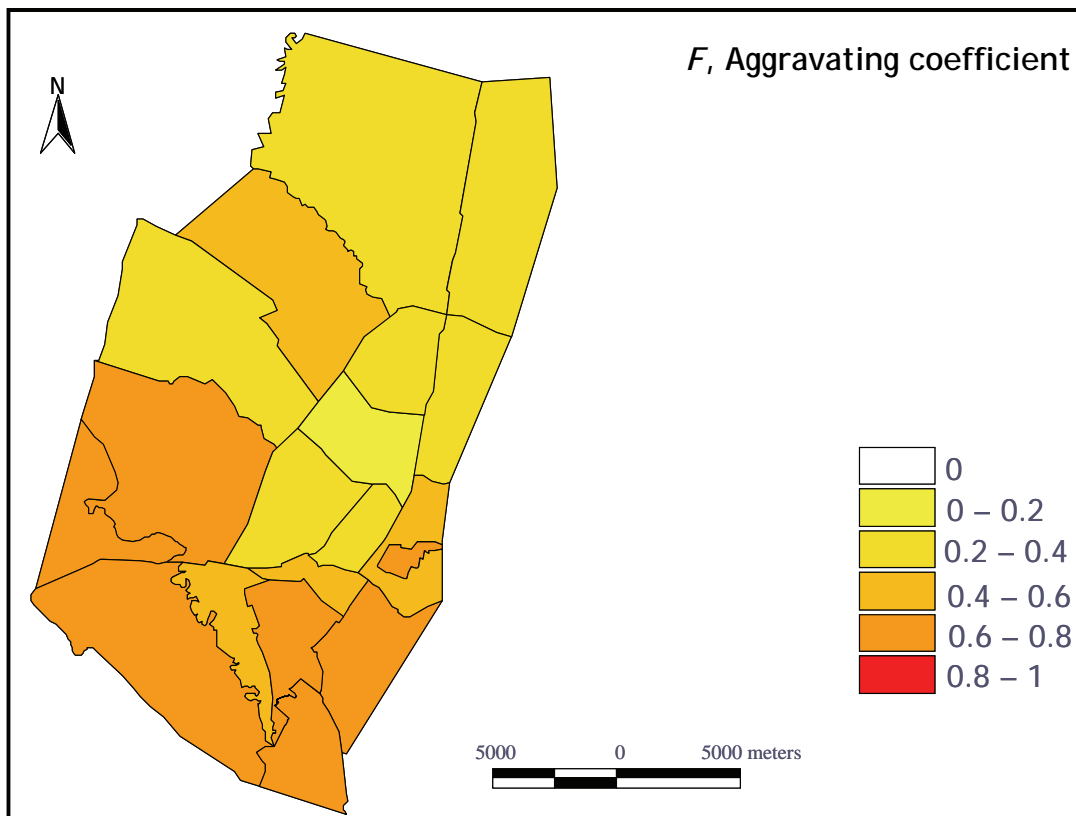 F, Aggravating coefficient
N
0
0 – 0.2
0.2 – 0.4
0.4 – 0.6
0.6 – 0.8
0.8 – 1
5000 0 5000 meters